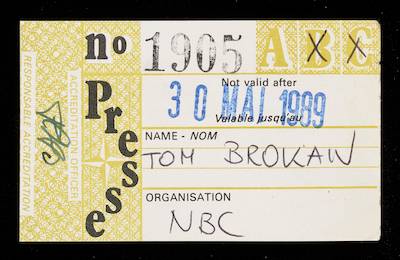 no 1905 A B C
Not valid after
30 MAI 1989
Valable jusqu'au
Presse
NAME - NOM
TOM BROKAW
ORGANISATION
NBC
ACCREDITATION OFFICER
RESPONSABLE ACCREDITATION